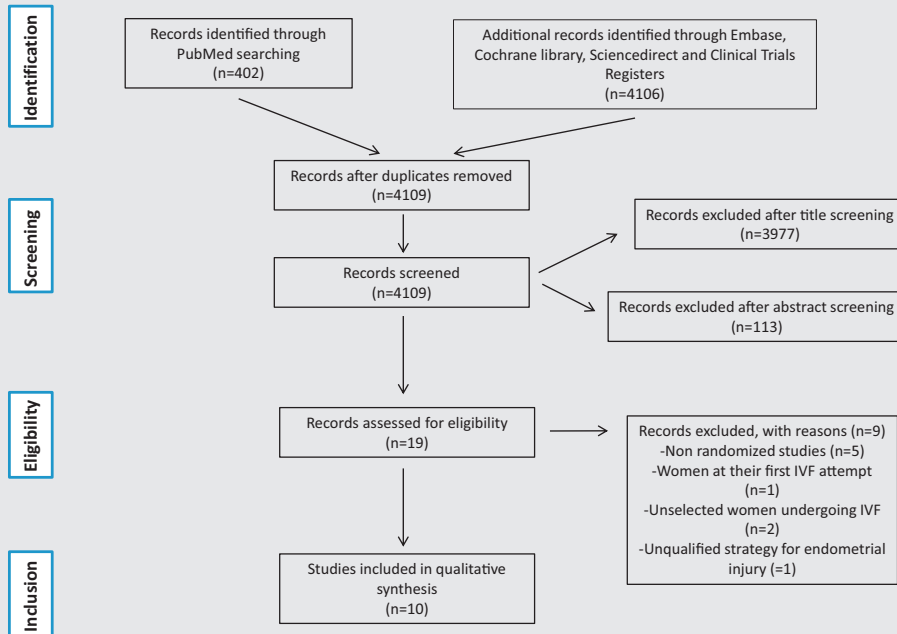 Identification
Records identified through
PubMed searching
(n=402)
Additional records identified through Embase,
Cochrane library, Sciencedirect and Clinical Trials
Registers
(n=4106)
Records after duplicates removed
(n=4109)
Screening
Records excluded after title screening
(n=3977)
Records screened
(n=4109)
Records excluded after abstract screening
(n=113)
Eligibility
Records assessed for eligibility
(n=19)
Records excluded, with reasons (n=9)
-Non randomized studies (n=5)
-Women at their first IVF attempt
(n=1)
-Unselected women undergoing IVF
(n=2)
-Unqualified strategy for endometrial
injury (=1)
Inclusion
Studies included in qualitative
synthesis
(n=10)